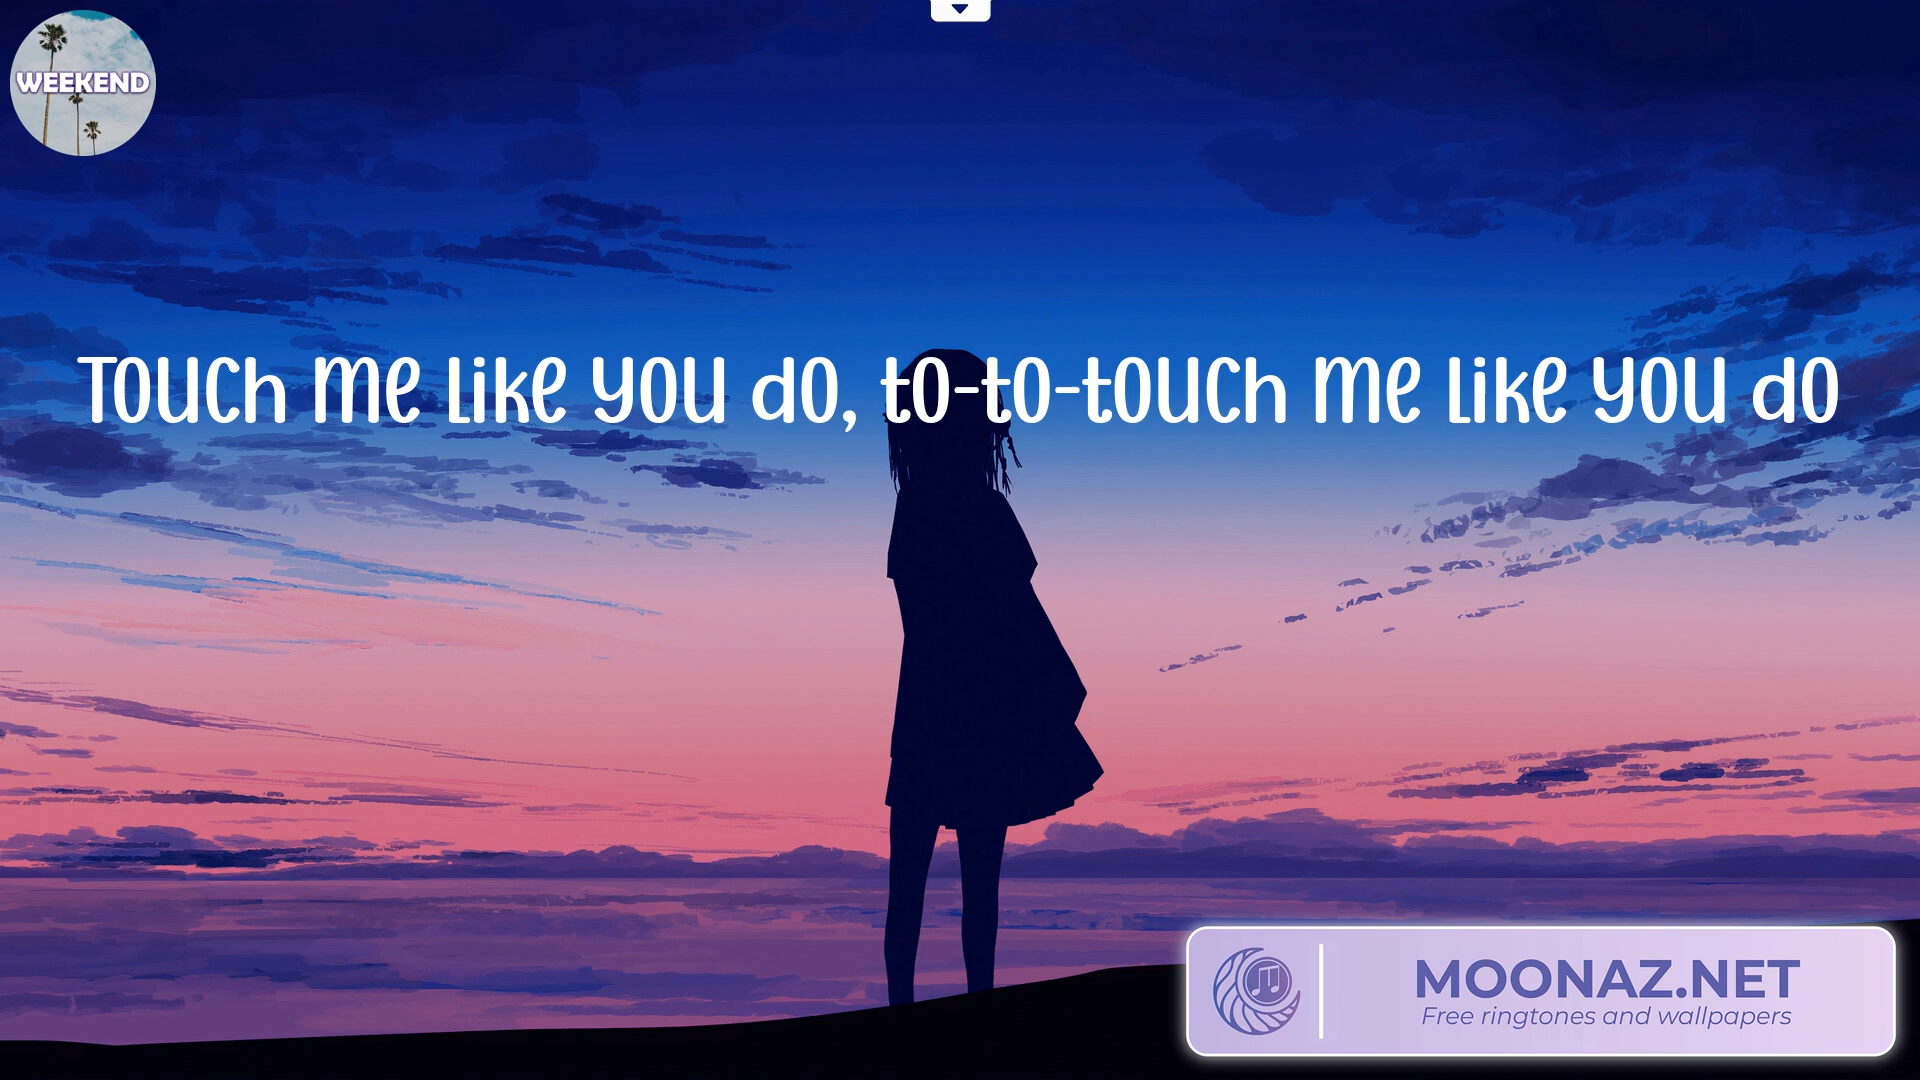 WEEKEND
Touch me like you do, to-to-touch me like you do
MOONAZ.NET
Free ringtones and wallpapers